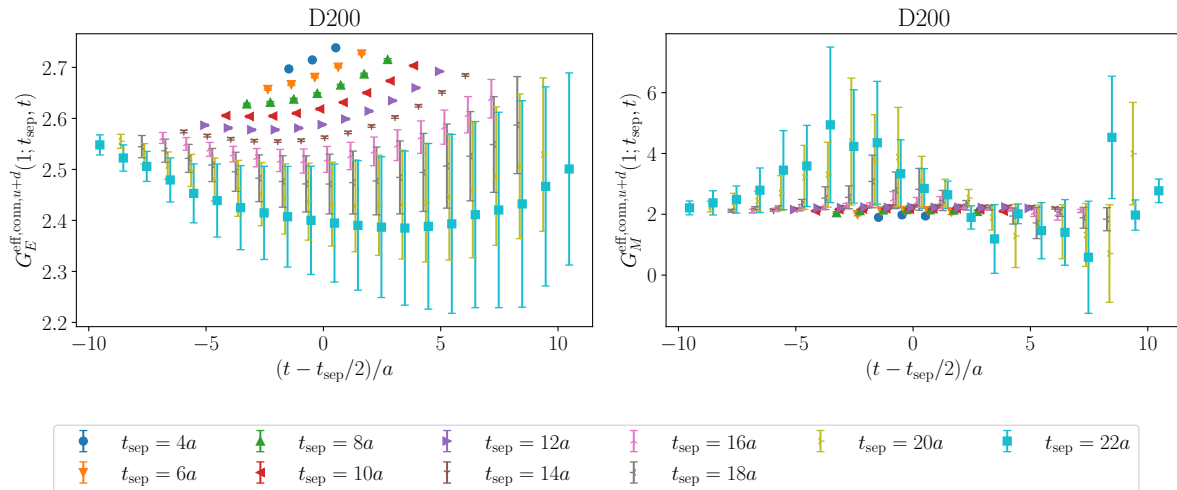 D200
D200
G_E^{eff,conn,u+d}(1; t_sep, t)
2.7
2.6
2.5
2.4
2.3
2.2
−10
−5
0
5
10
(t − t_sep/2)/a
G_M^{eff,conn,u+d}(1; t_sep, t)
6
4
2
0
−10
−5
0
5
10
(t − t_sep/2)/a
t_sep = 4a
t_sep = 8a
t_sep = 12a
t_sep = 16a
t_sep = 20a
t_sep = 22a
t_sep = 6a
t_sep = 10a
t_sep = 14a
t_sep = 18a